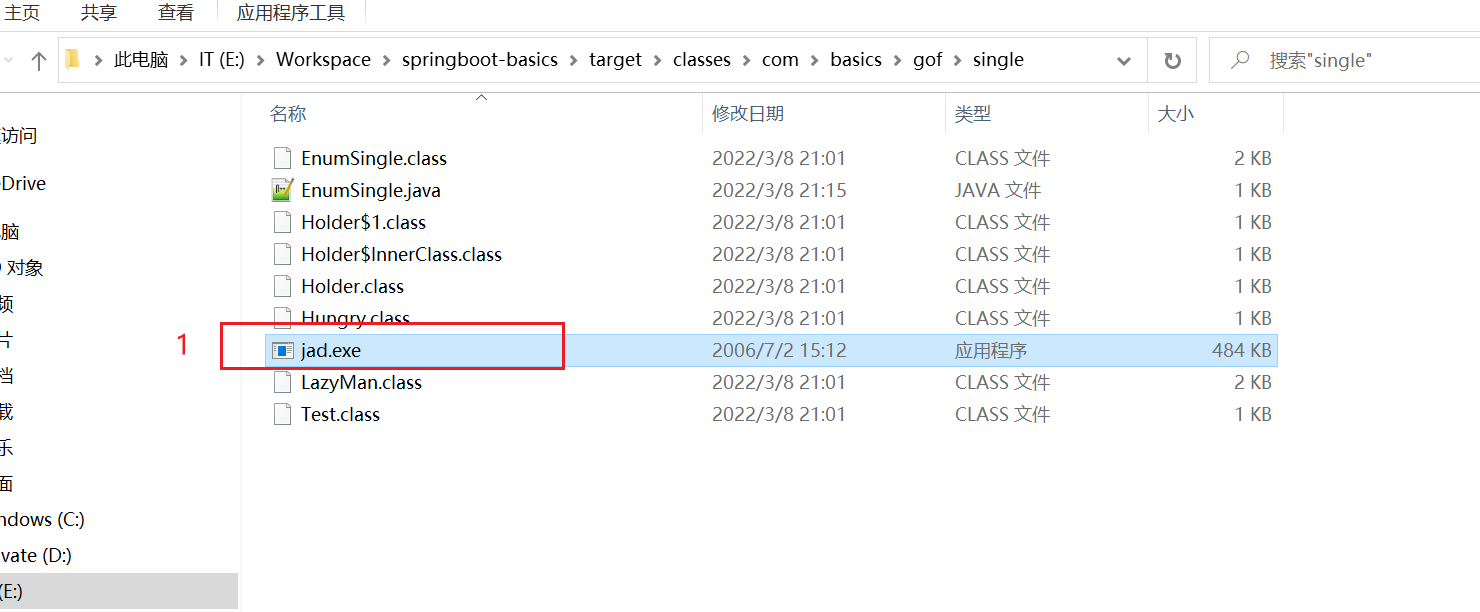 主页 共享 查看 应用程序工具
此电脑 IT (E:) Workspace springboot-basics target classes com basics gof single 搜索"single"
名称 修改日期 类型 大小
访问
Drive
脑
对象
频
片
档
载
乐
面
ndows (C:)
vate (D:)
(E:)
EnumSingle.class 2022/3/8 21:01 CLASS 文件 2 KB
EnumSingle.java 2022/3/8 21:15 JAVA 文件 1 KB
Holder$1.class 2022/3/8 21:01 CLASS 文件 1 KB
Holder$InnerClass.class 2022/3/8 21:01 CLASS 文件 1 KB
Holder.class 2022/3/8 21:01 CLASS 文件 1 KB
Hungry.class 2022/3/8 21:01 CLASS 文件 1 KB
1 jad.exe 2006/7/2 15:12 应用程序 484 KB
LazyMan.class 2022/3/8 21:01 CLASS 文件 2 KB
Test.class 2022/3/8 21:01 CLASS 文件 1 KB